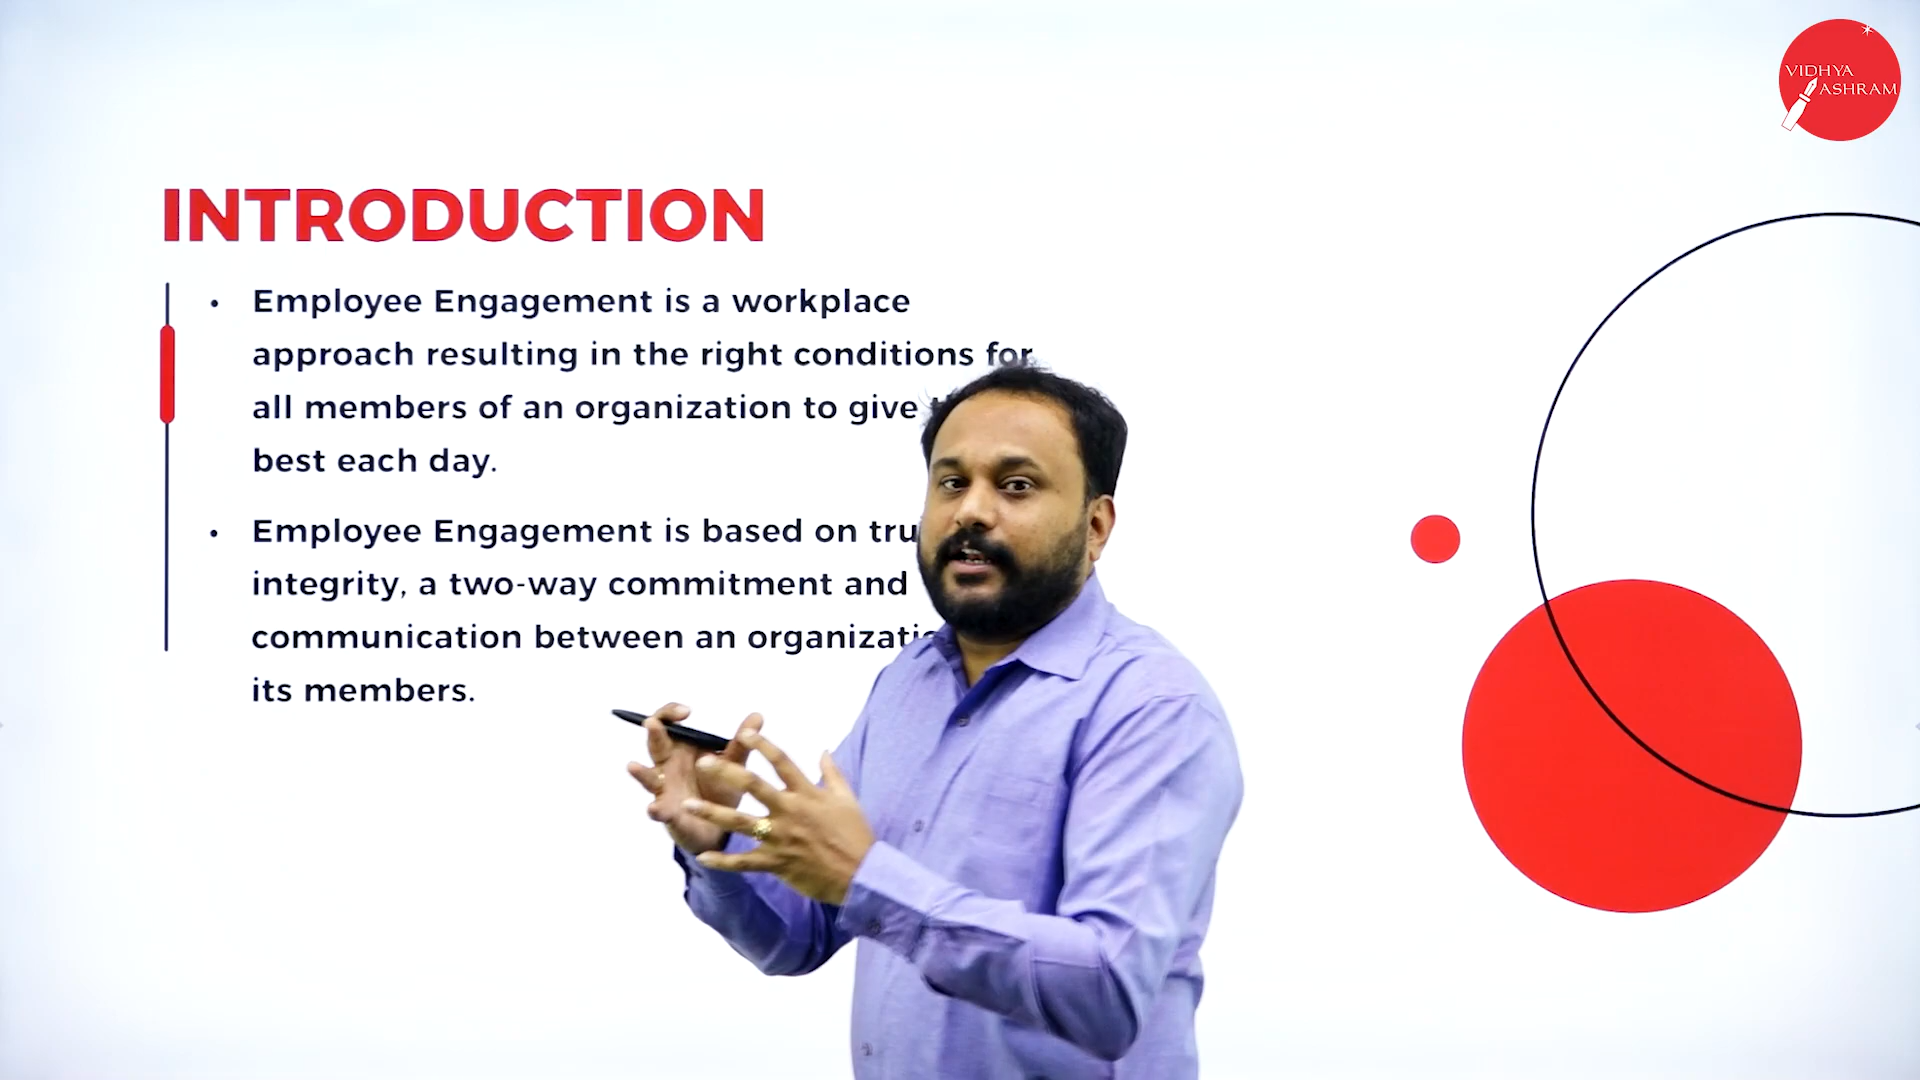 VIDHYA
ASHRAM
INTRODUCTION
• Employee Engagement is a workplace
approach resulting in the right conditions for
all members of an organization to give
best each day.
• Employee Engagement is based on
integrity, a two-way commitment and
communication between an
its members.